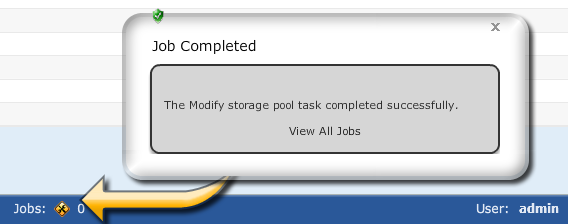 Job Completed
The Modify storage pool task completed successfully.
View All Jobs
Jobs: 0
User: admin